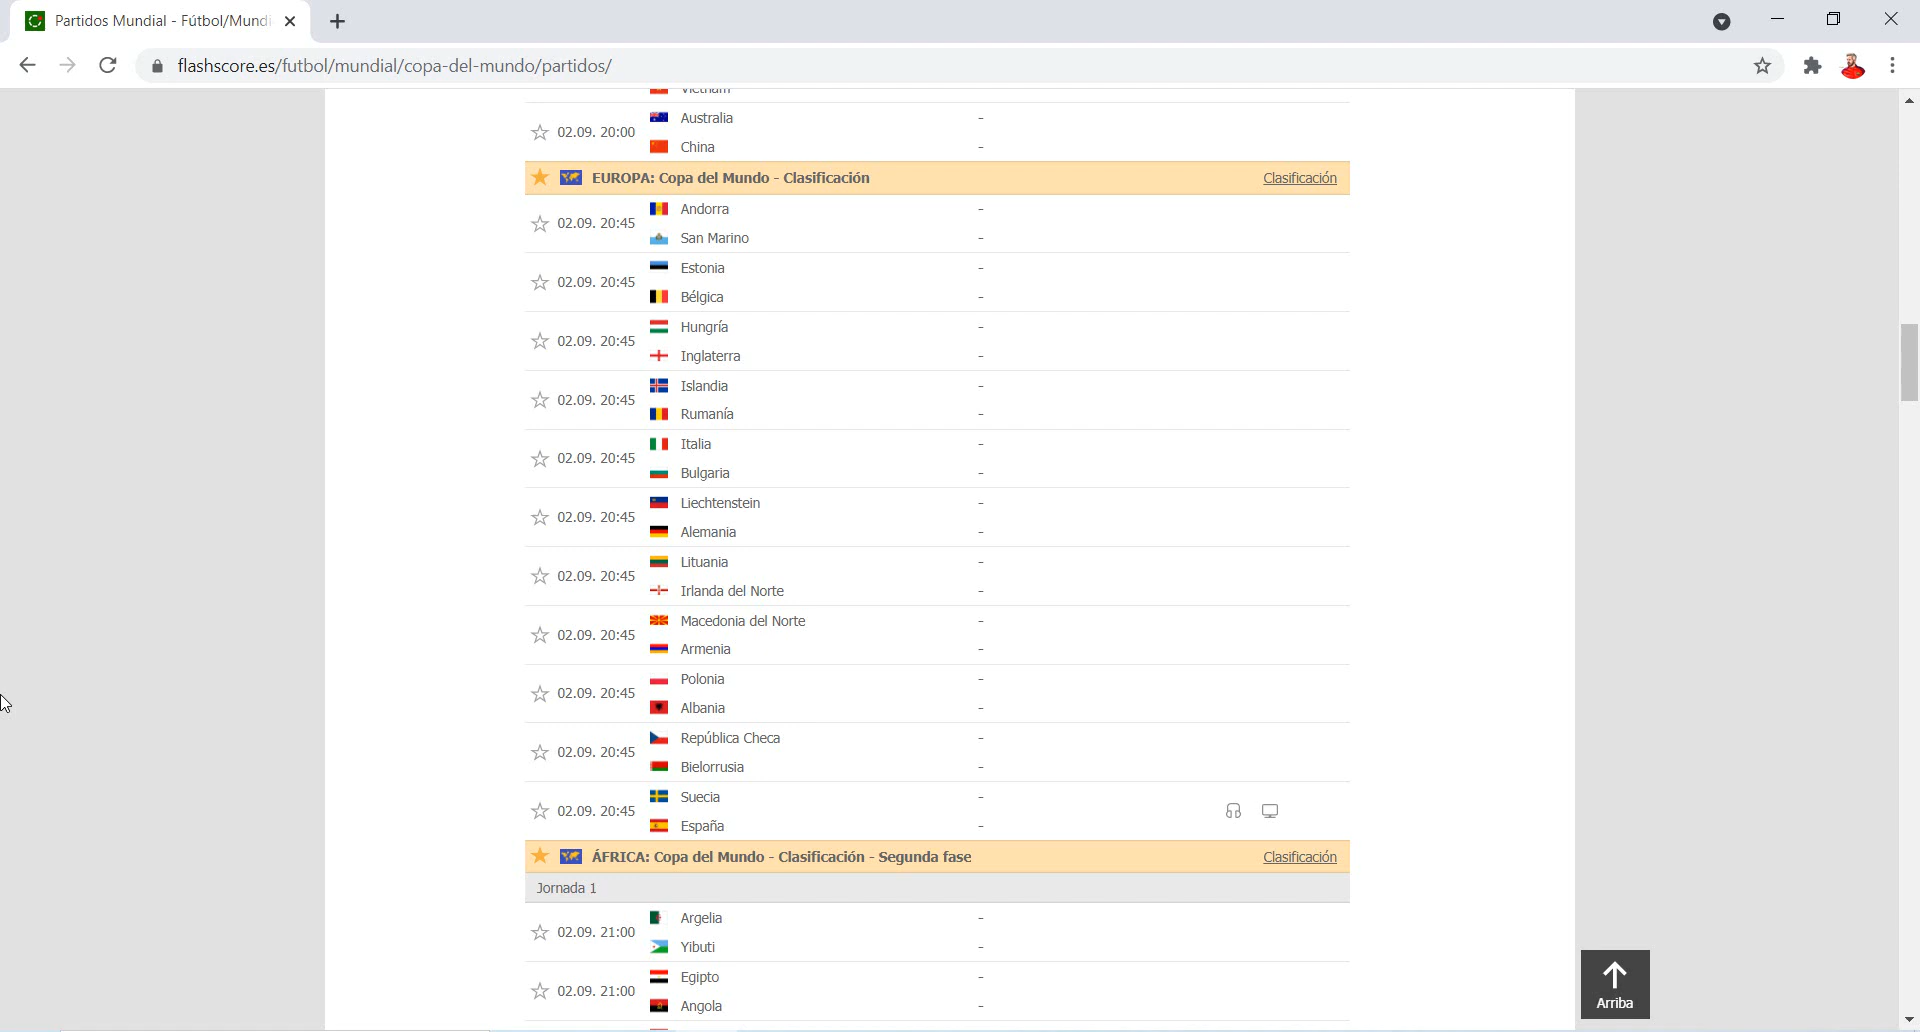 Partidos Mundial - Fútbol/Mundi
flashscore.es/futbol/mundial/copa-del-mundo/partidos/
Vietnam
02.09. 20:00
Australia -
China -
EUROPA: Copa del Mundo - Clasificación Clasificación
02.09. 20:45
Andorra -
San Marino -
02.09. 20:45
Estonia -
Bélgica -
02.09. 20:45
Hungría -
Inglaterra -
02.09. 20:45
Islandia -
Rumanía -
02.09. 20:45
Italia -
Bulgaria -
02.09. 20:45
Liechtenstein -
Alemania -
02.09. 20:45
Lituania -
Irlanda del Norte -
02.09. 20:45
Macedonia del Norte -
Armenia -
02.09. 20:45
Polonia -
Albania -
02.09. 20:45
República Checa -
Bielorrusia -
02.09. 20:45
Suecia -
España -
ÁFRICA: Copa del Mundo - Clasificación - Segunda fase Clasificación
Jornada 1
02.09. 21:00
Argelia -
Yibuti -
02.09. 21:00
Egipto -
Angola -
Arriba